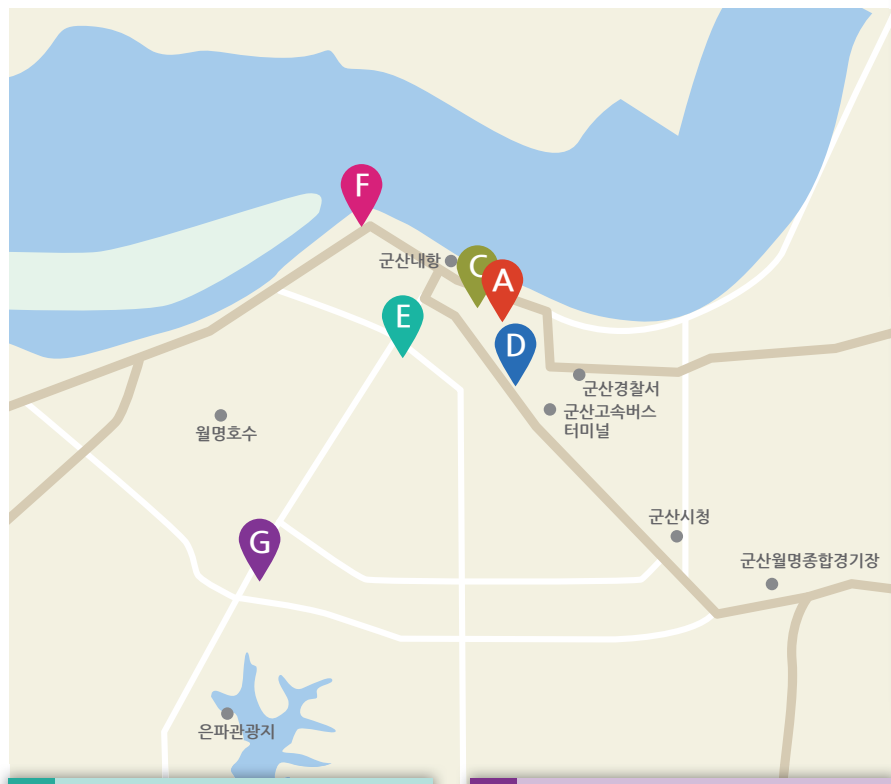 F
군산내항
C
A
E
D
군산경찰서
군산고속버스
터미널
월명호수
군산시청
G
군산월명종합경기장
은파관광지